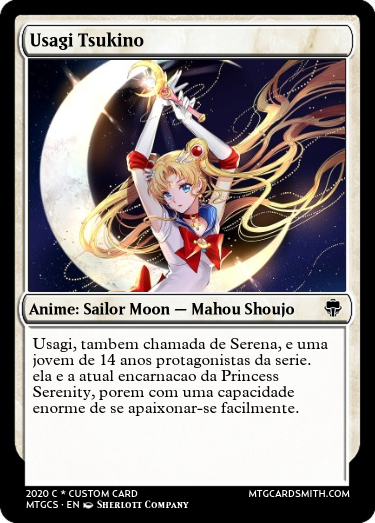 Usagi Tsukino
Anime: Sailor Moon — Mahou Shoujo
Usagi, tambem chamada de Serena, e uma
jovem de 14 anos protagonistas da serie.
ela e a atual encarnacao da Princess
Serenity, porem com uma capacidade
enorme de se apaixonar-se facilmente.
2020 C * CUSTOM CARD
MTGCARDSMITH.COM
MTGCS · EN Sherlott Company